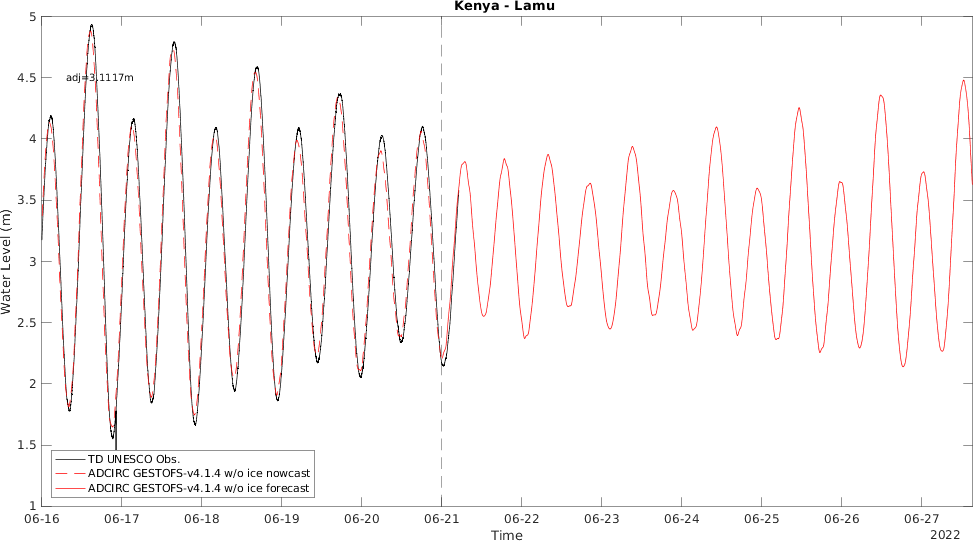 Kenya - Lamu
5
4.5
4
3.5
3
2.5
2
1.5
1
Water Level (m)
adj=3.1117m
TD UNESCO Obs.
ADCIRC GESTOFS-v4.1.4 w/o ice nowcast
ADCIRC GESTOFS-v4.1.4 w/o ice forecast
06-16 06-17 06-18 06-19 06-20 06-21 06-22 06-23 06-24 06-25 06-26 06-27
Time
2022